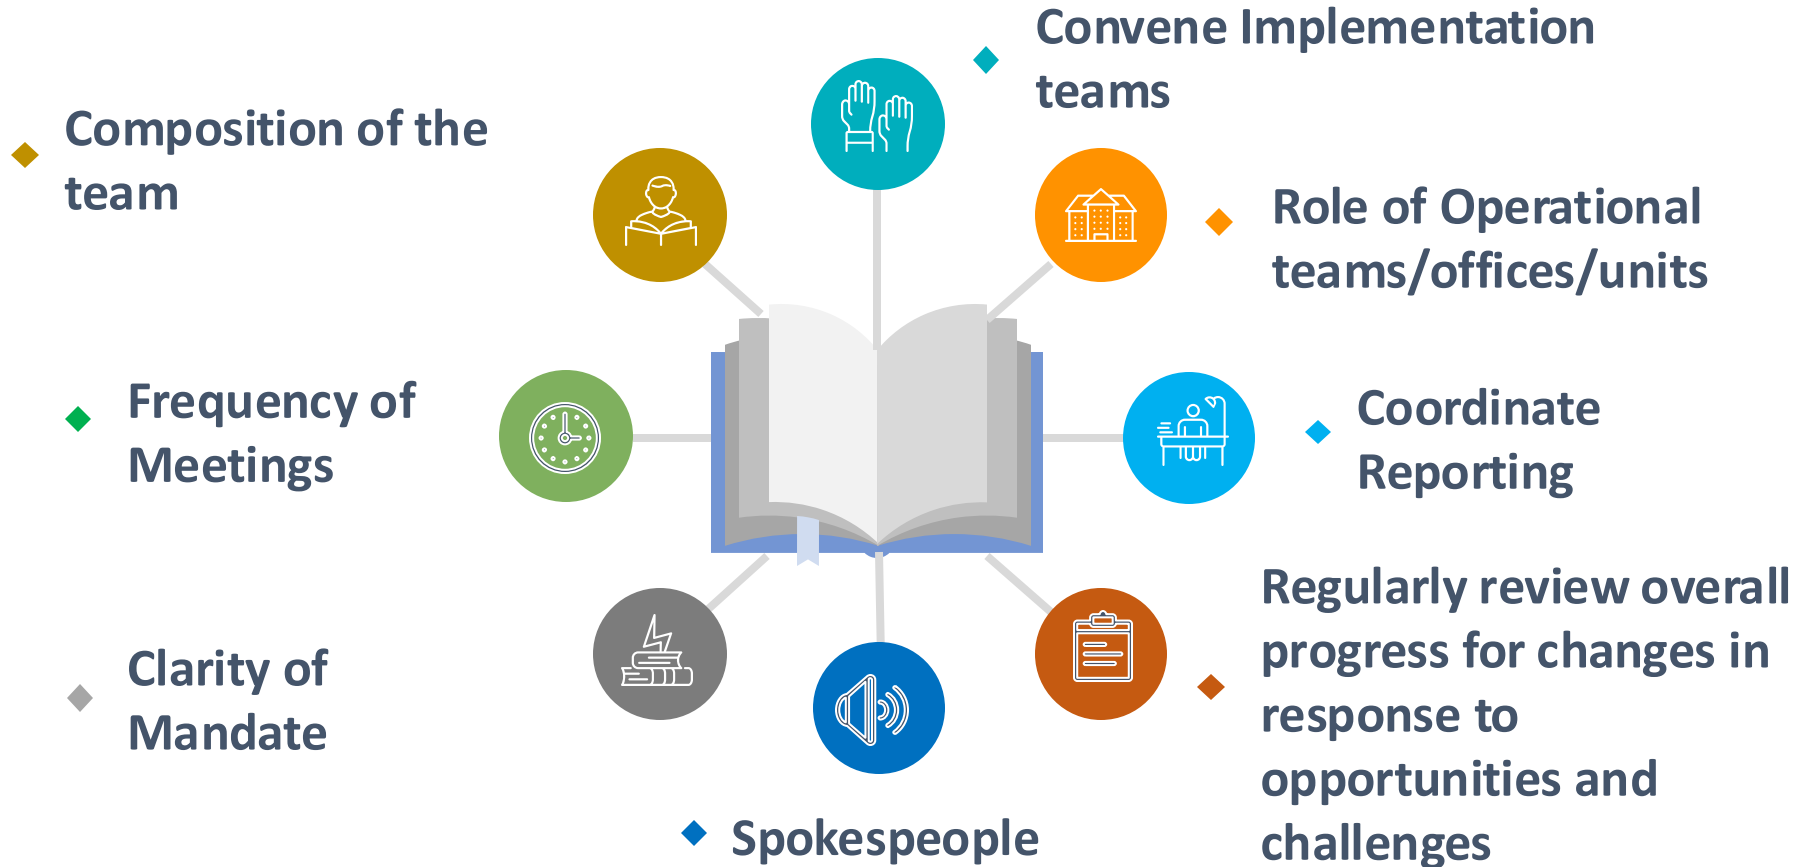 Convene Implementation
teams
Composition of the
team
Role of Operational
teams/offices/units
Frequency of
Meetings
Coordinate
Reporting
Clarity of
Mandate
Regularly review overall
progress for changes in
response to
opportunities and
challenges
Spokespeople